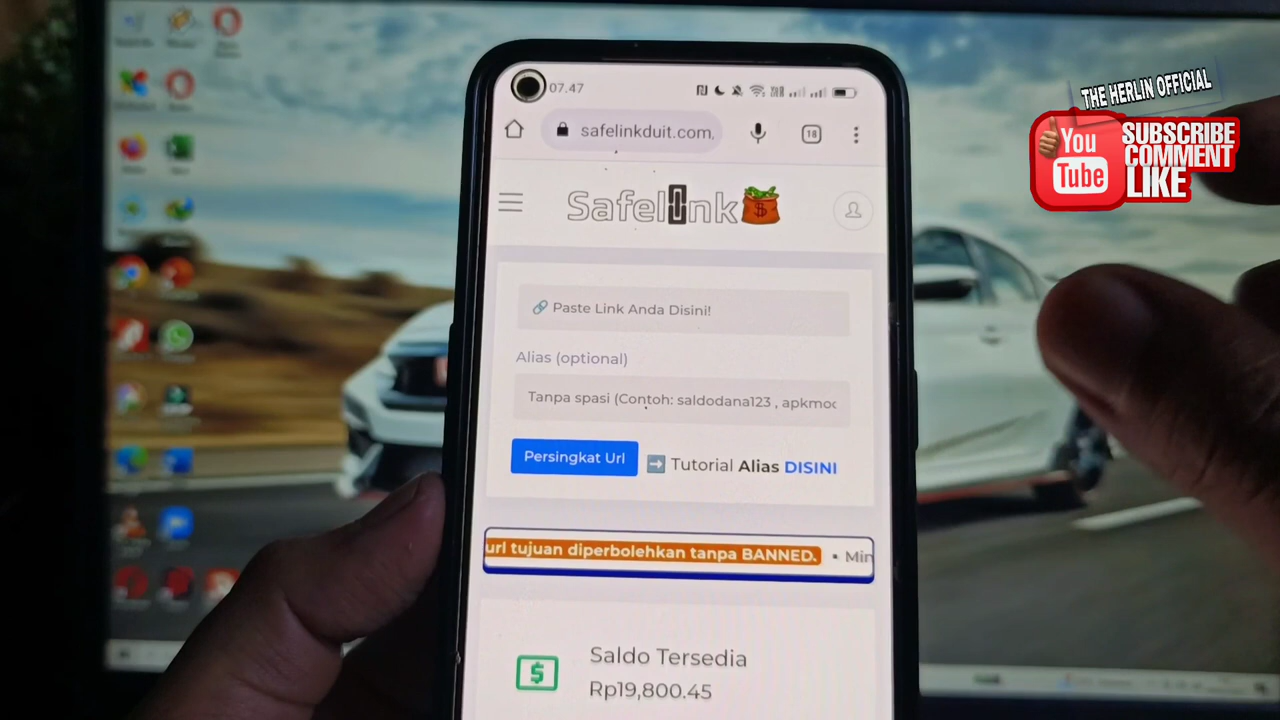 THE HERLIN OFFICIAL
You Tube
SUBSCRIBE
COMMENT
LIKE
07.47
safelinkduit.com,
18
Safelink
🔗 Paste Link Anda Disini!
Alias (optional)
Tanpa spasi (Contoh: saldodana123 , apkmoc
Persingkat Url
➡️ Tutorial Alias DISINI
url tujuan diperbolehkan tanpa BANNED. • Min
Saldo Tersedia
Rp19,800.45